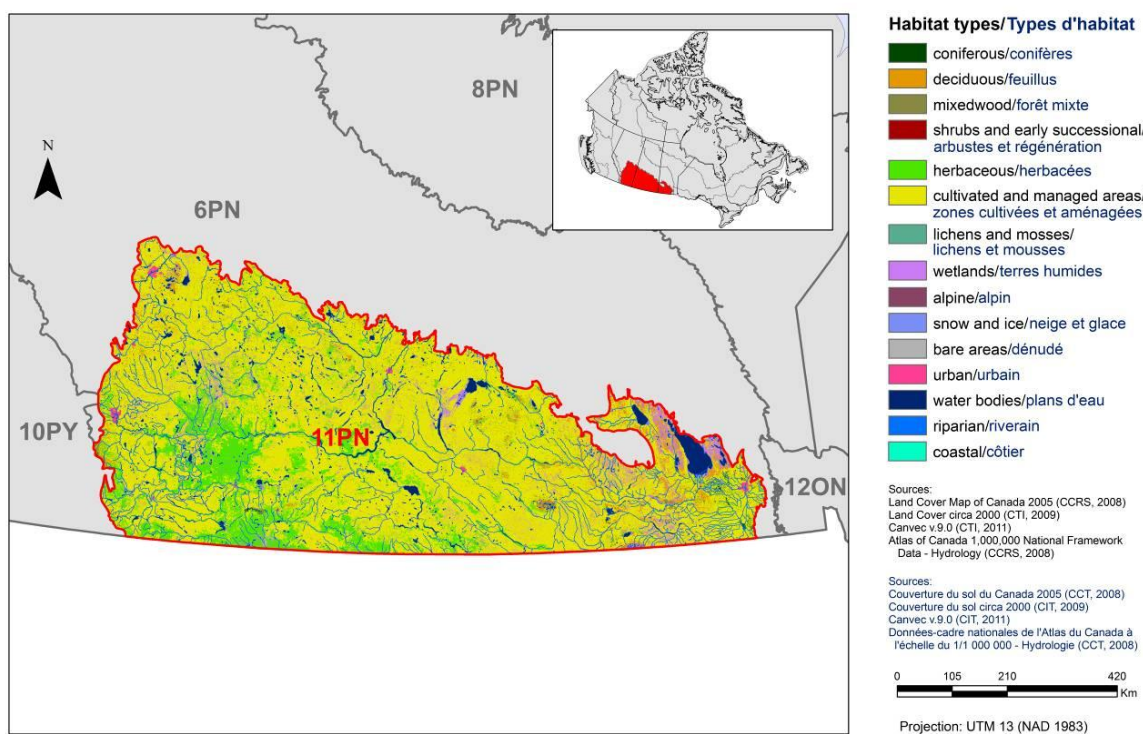 8PN
N
6PN
10PY
11PN
12ON
Habitat types/Types d'habitat
coniferous/conifères
deciduous/feuillus
mixedwood/forêt mixte
shrubs and early successional/
arbustes et régénération
herbaceous/herbacées
cultivated and managed areas/
zones cultivées et aménagées
lichens and mosses/
lichens et mousses
wetlands/terres humides
alpine/alpin
snow and ice/neige et glace
bare areas/dénudé
urban/urbain
water bodies/plans d'eau
riparian/riverain
coastal/côtier
Sources:
Land Cover Map of Canada 2005 (CCRS, 2008)
Land Cover circa 2000 (CTI, 2009)
Canvec v.9.0 (CTI, 2011)
Atlas of Canada 1,000,000 National Framework
Data - Hydrology (CCRS, 2008)
Sources:
Couverture du sol du Canada 2005 (CCT, 2008)
Couverture du sol circa 2000 (CIT, 2009)
Canvec v.9.0 (CIT, 2011)
Données-cadre nationales de l'Atlas du Canada à
l'échelle du 1/1 000 000 - Hydrologie (CCT, 2008)
0 105 210 420
Km
Projection: UTM 13 (NAD 1983)